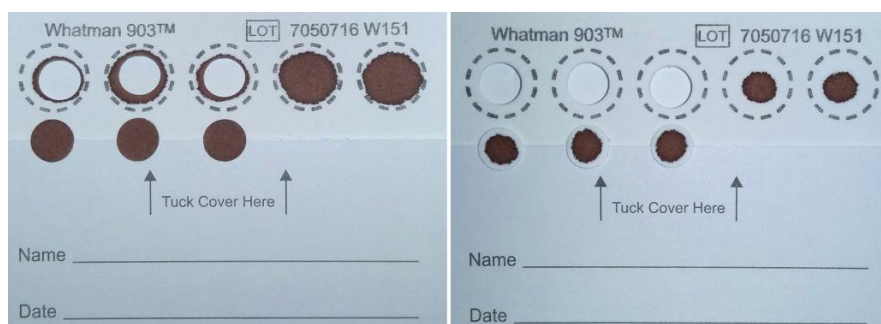 Whatman 903™ LOT 7050716 W151
Tuck Cover Here
Name
Date
Whatman 903™ LOT 7050716 W151
Tuck Cover Here
Name
Date